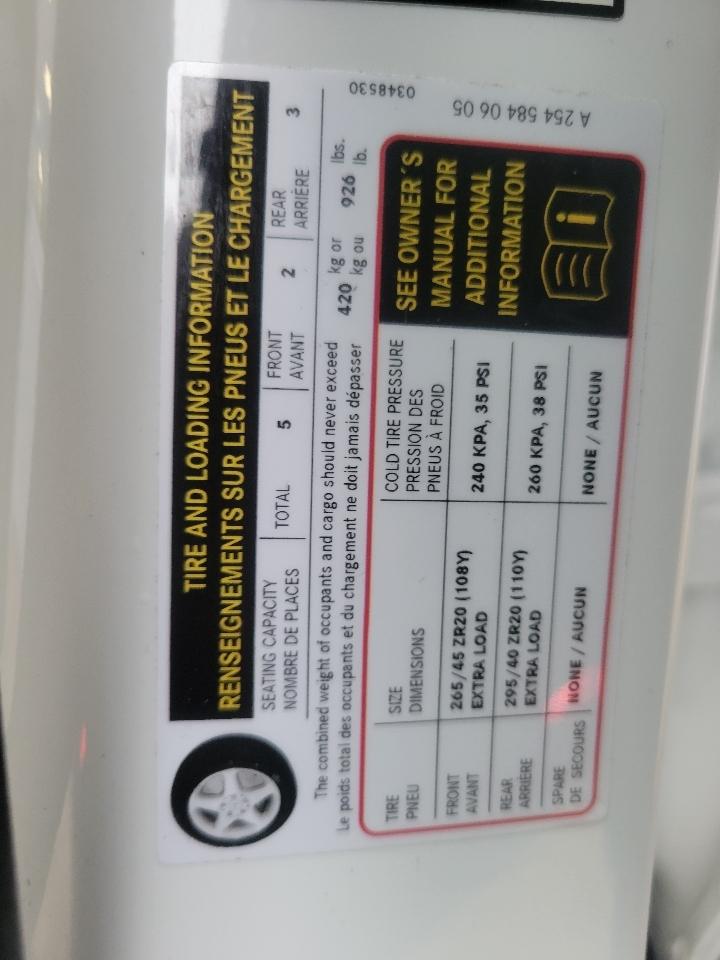 TIRE AND LOADING INFORMATION
RENSEIGNEMENTS SUR LES PNEUS ET LE CHARGEMENT
SEATING CAPACITY
NOMBRE DE PLACES
TOTAL 5
FRONT
AVANT
2
REAR
ARRIÈRE
3
The combined weight of occupants and cargo should never exceed 420 kg or 926 lbs.
Le poids total des occupants et du chargement ne doit jamais dépasser kg ou lb.
TIRE
PNEU
SIZE
DIMENSIONS
COLD TIRE PRESSURE
PRESSION DES
PNEUS À FROID
FRONT
AVANT
265/45 ZR20 (108Y)
EXTRA LOAD
240 KPA, 35 PSI
REAR
ARRIÈRE
295/40 ZR20 (110Y)
EXTRA LOAD
260 KPA, 38 PSI
SPARE
DE SECOURS
NONE / AUCUN
NONE / AUCUN
SEE OWNER´S
MANUAL FOR
ADDITIONAL
INFORMATION
i
0348530
A 254 584 06 05